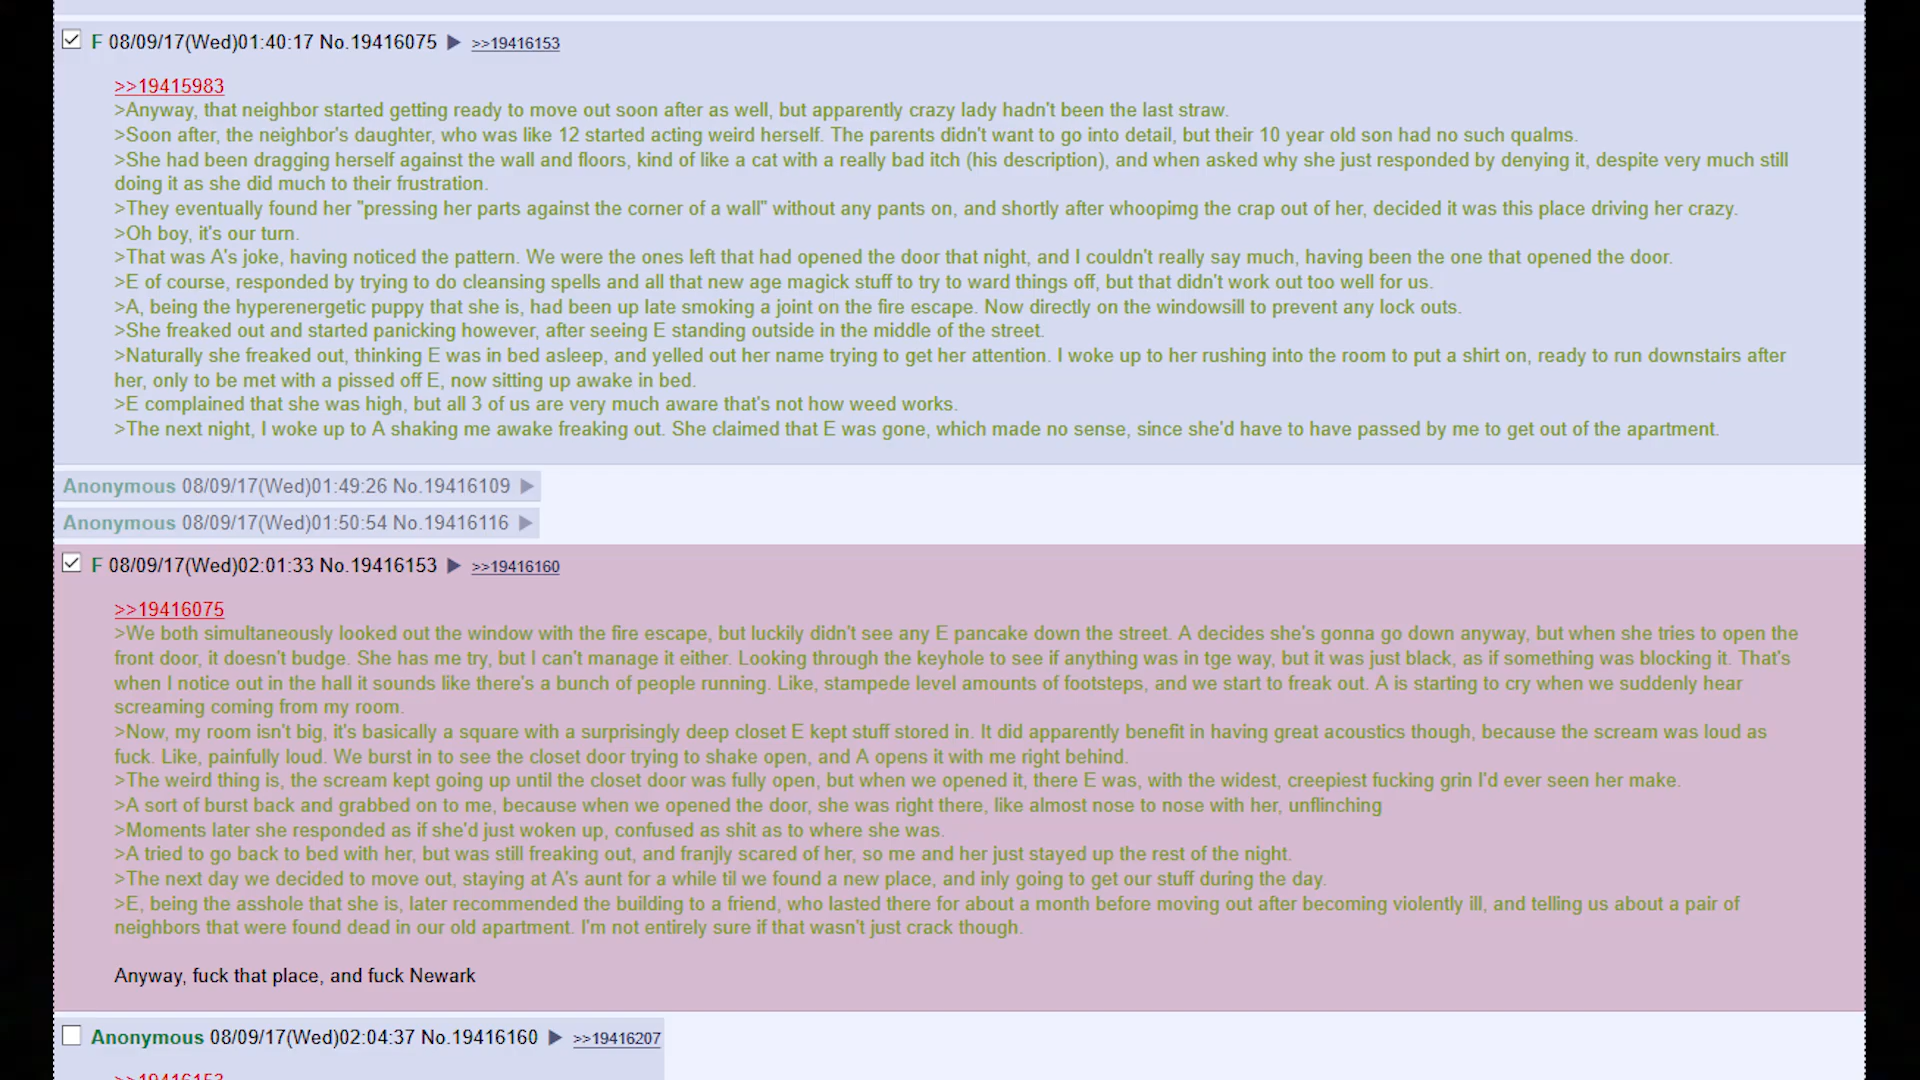 F 08/09/17(Wed)01:40:17 No.19416075 ▶ >>19416153
>>19415983
>Anyway, that neighbor started getting ready to move out soon after as well, but apparently crazy lady hadn't been the last straw.
>Soon after, the neighbor's daughter, who was like 12 started acting weird herself. The parents didn't want to go into detail, but their 10 year old son had no such qualms.
>She had been dragging herself against the wall and floors, kind of like a cat with a really bad itch (his description), and when asked why she just responded by denying it, despite very much still
doing it as she did much to their frustration.
>They eventually found her "pressing her parts against the corner of a wall" without any pants on, and shortly after whoopimg the crap out of her, decided it was this place driving her crazy.
>Oh boy, it's our turn.
>That was A's joke, having noticed the pattern. We were the ones left that had opened the door that night, and I couldn't really say much, having been the one that opened the door.
>E of course, responded by trying to do cleansing spells and all that new age magick stuff to try to ward things off, but that didn't work out too well for us.
>A, being the hyperenergetic puppy that she is, had been up late smoking a joint on the fire escape. Now directly on the windowsill to prevent any lock outs.
>She freaked out and started panicking however, after seeing E standing outside in the middle of the street.
>Naturally she freaked out, thinking E was in bed asleep, and yelled out her name trying to get her attention. I woke up to her rushing into the room to put a shirt on, ready to run downstairs after
her, only to be met with a pissed off E, now sitting up awake in bed.
>E complained that she was high, but all 3 of us are very much aware that's not how weed works.
>The next night, I woke up to A shaking me awake freaking out. She claimed that E was gone, which made no sense, since she'd have to have passed by me to get out of the apartment.
Anonymous 08/09/17(Wed)01:49:26 No.19416109 ▶
Anonymous 08/09/17(Wed)01:50:54 No.19416116 ▶
F 08/09/17(Wed)02:01:33 No.19416153 ▶ >>19416160
>>19416075
>We both simultaneously looked out the window with the fire escape, but luckily didn't see any E pancake down the street. A decides she's gonna go down anyway, but when she tries to open the
front door, it doesn't budge. She has me try, but I can't manage it either. Looking through the keyhole to see if anything was in tge way, but it was just black, as if something was blocking it. That's
when I notice out in the hall it sounds like there's a bunch of people running. Like, stampede level amounts of footsteps, and we start to freak out. A is starting to cry when we suddenly hear
screaming coming from my room.
>Now, my room isn't big, it's basically a square with a surprisingly deep closet E kept stuff stored in. It did apparently benefit in having great acoustics though, because the scream was loud as
fuck. Like, painfully loud. We burst in to see the closet door trying to shake open, and A opens it with me right behind.
>The weird thing is, the scream kept going up until the closet door was fully open, but when we opened it, there E was, with the widest, creepiest fucking grin I'd ever seen her make.
>A sort of burst back and grabbed on to me, because when we opened the door, she was right there, like almost nose to nose with her, unflinching
>Moments later she responded as if she'd just woken up, confused as shit as to where she was.
>A tried to go back to bed with her, but was still freaking out, and franjly scared of her, so me and her just stayed up the rest of the night.
>The next day we decided to move out, staying at A's aunt for a while til we found a new place, and inly going to get our stuff during the day.
>E, being the asshole that she is, later recommended the building to a friend, who lasted there for about a month before moving out after becoming violently ill, and telling us about a pair of
neighbors that were found dead in our old apartment. I'm not entirely sure if that wasn't just crack though.
Anyway, fuck that place, and fuck Newark
Anonymous 08/09/17(Wed)02:04:37 No.19416160 ▶ >>19416207
>>19416153